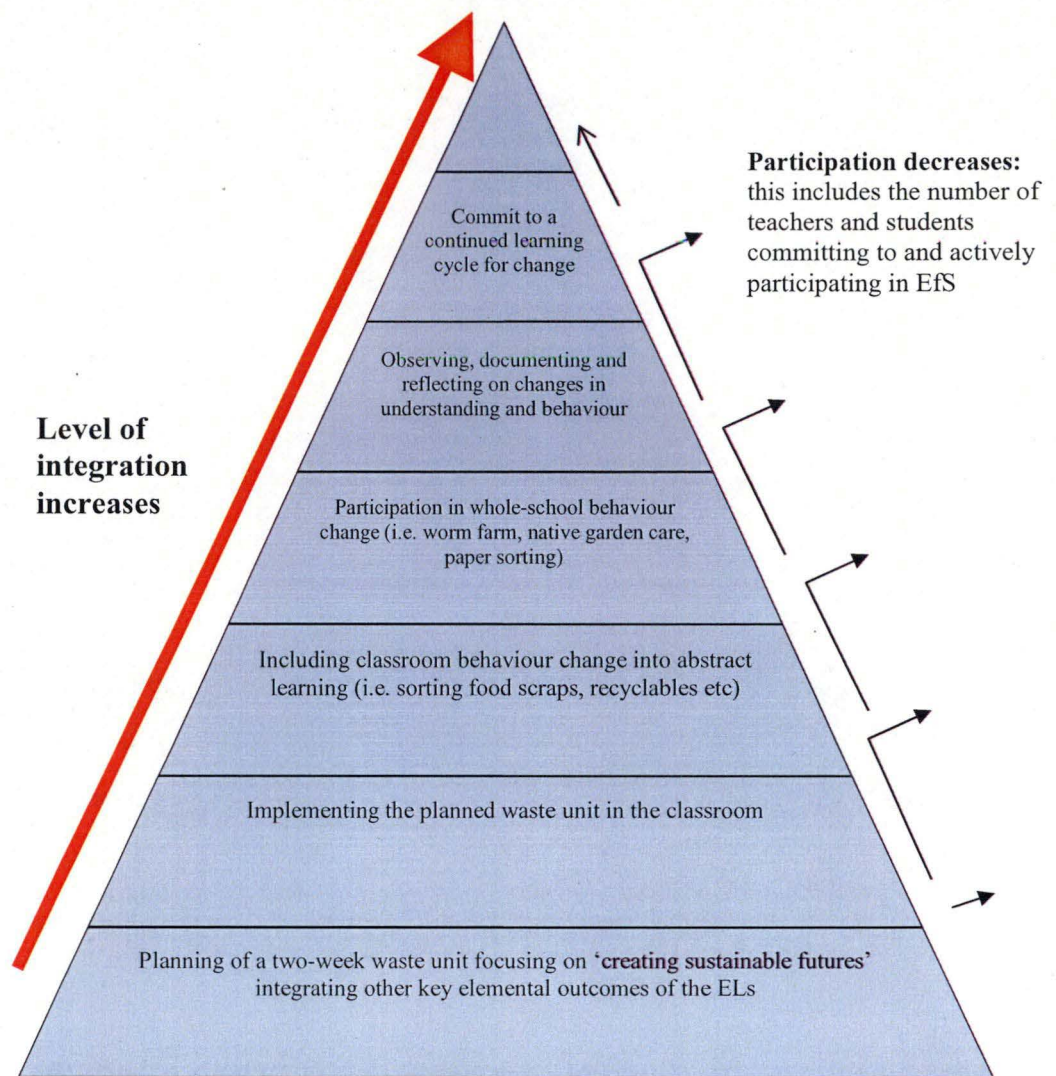 Participation decreases:
this includes the number of
teachers and students
committing to and actively
participating in EfS
Commit to a
continued learning
cycle for change
Observing, documenting and
reflecting on changes in
understanding and behaviour
Level of
integration
increases
Participation in whole-school behaviour
change (i.e. worm farm, native garden care,
paper sorting)
Including classroom behaviour change into abstract
learning (i.e. sorting food scraps, recyclables etc)
Implementing the planned waste unit in the classroom
Planning of a two-week waste unit focusing on ‘creating sustainable futures’
integrating other key elemental outcomes of the ELs